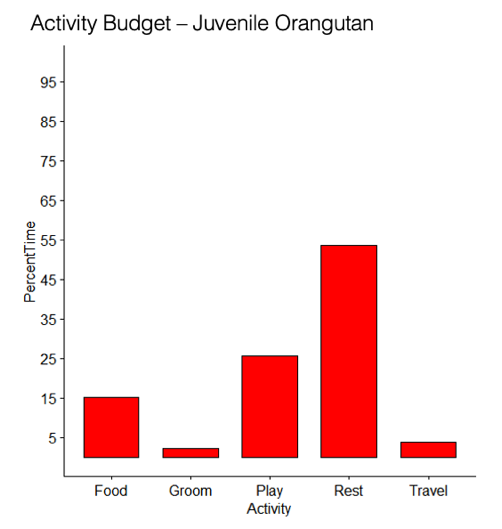 Activity Budget – Juvenile Orangutan
95
85
75
65
55
45
35
25
15
5
PercentTime
Food Groom Play Rest Travel
Activity